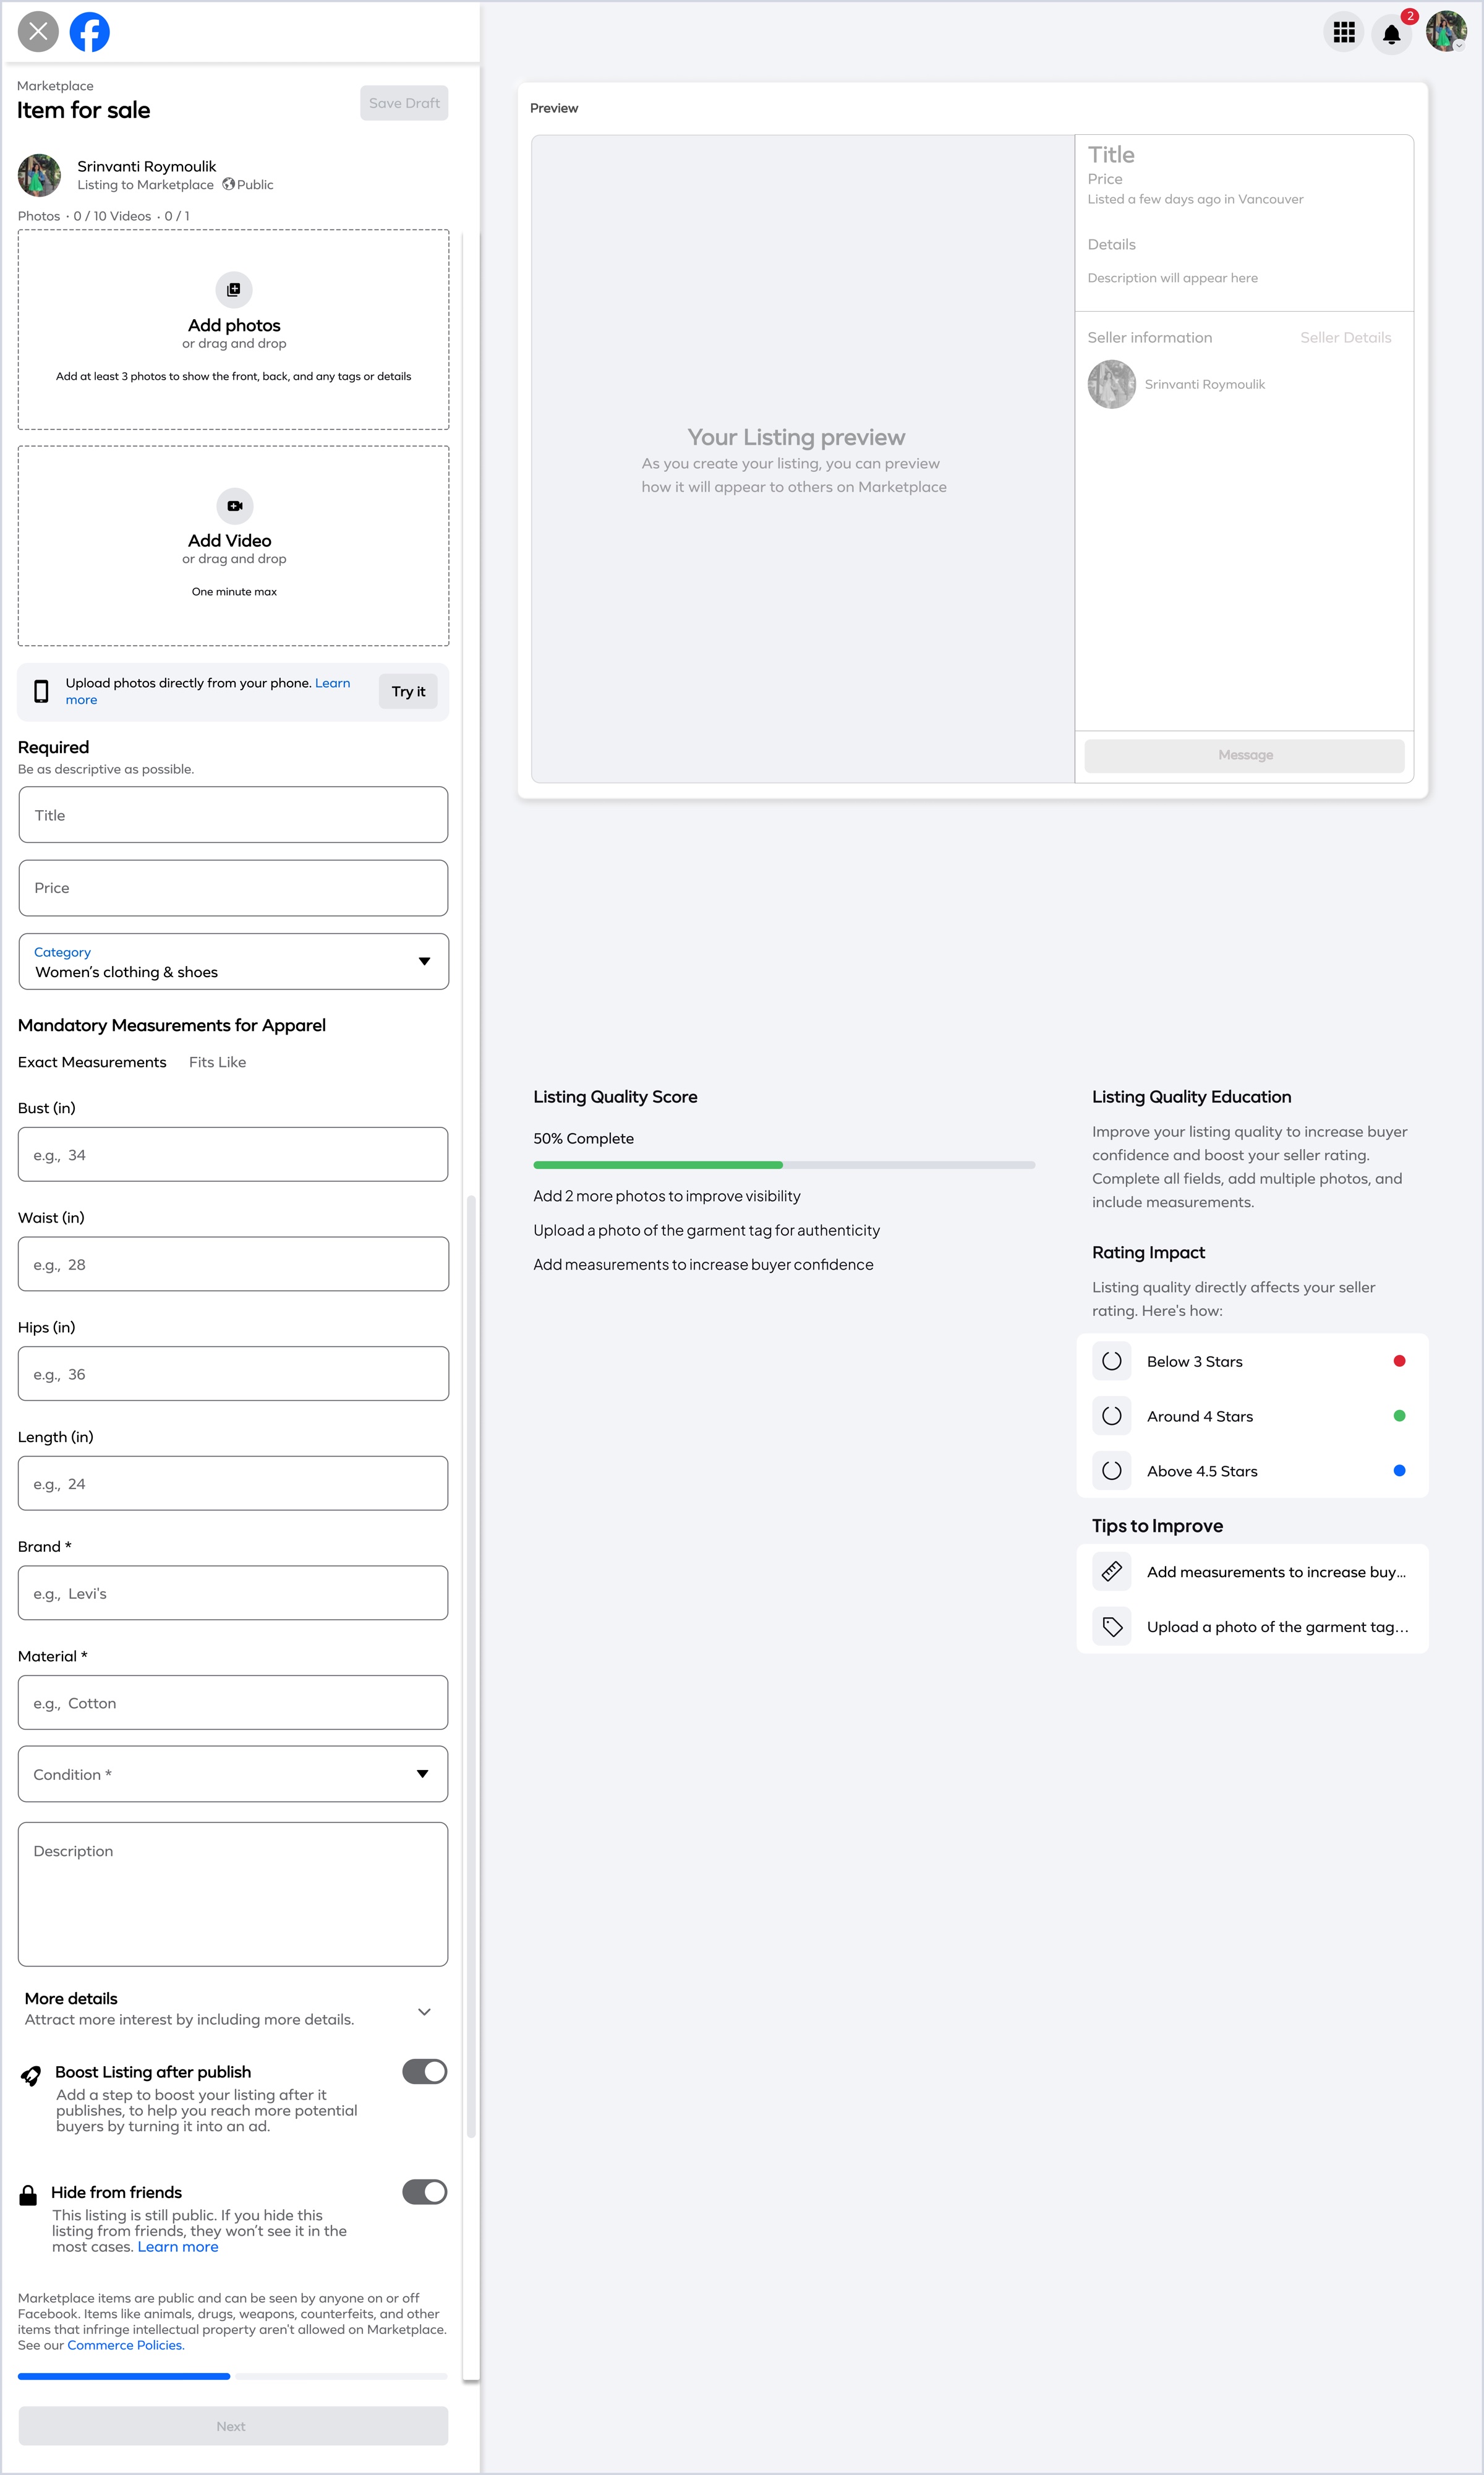 2
Marketplace
Item for sale
Save Draft
Srinvanti Roymoulik
Listing to Marketplace Public
Photos · 0 / 10 Videos · 0 / 1
Add photos
or drag and drop
Add at least 3 photos to show the front, back, and any tags or details
Add Video
or drag and drop
One minute max
Upload photos directly from your phone. Learn
more
Try it
Required
Be as descriptive as possible.
Title
Price
Category
Women's clothing & shoes
Mandatory Measurements for Apparel
Exact Measurements Fits Like
Bust (in)
e.g., 34
Waist (in)
e.g., 28
Hips (in)
e.g., 36
Length (in)
e.g., 24
Brand *
e.g., Levi's
Material *
e.g., Cotton
Condition *
Description
More details
Attract more interest by including more details.
Boost Listing after publish
Add a step to boost your listing after it
publishes, to help you reach more potential
buyers by turning it into an ad.
Hide from friends
This listing is still public. If you hide this
listing from friends, they won't see it in the
most cases. Learn more
Marketplace items are public and can be seen by anyone on or off
Facebook. Items like animals, drugs, weapons, counterfeits, and other
items that infringe intellectual property aren't allowed on Marketplace.
See our Commerce Policies.
Next
Preview
Your Listing preview
As you create your listing, you can preview
how it will appear to others on Marketplace
Title
Price
Listed a few days ago in Vancouver
Details
Description will appear here
Seller information Seller Details
Srinvanti Roymoulik
Message
Listing Quality Score
50% Complete
Add 2 more photos to improve visibility
Upload a photo of the garment tag for authenticity
Add measurements to increase buyer confidence
Listing Quality Education
Improve your listing quality to increase buyer
confidence and boost your seller rating.
Complete all fields, add multiple photos, and
include measurements.
Rating Impact
Listing quality directly affects your seller
rating. Here's how:
Below 3 Stars
Around 4 Stars
Above 4.5 Stars
Tips to Improve
Add measurements to increase buy...
Upload a photo of the garment tag...